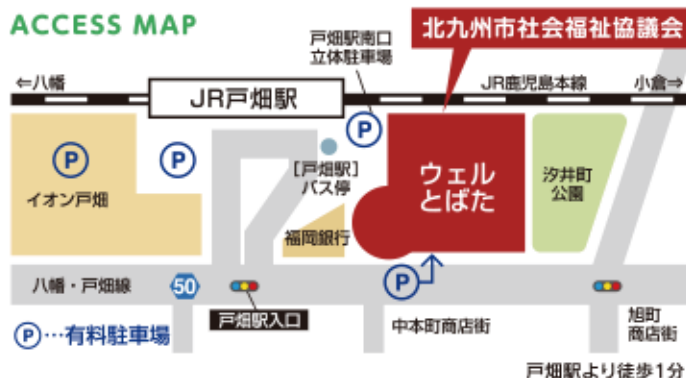 ACCESS MAP
戸畑駅南口
立体駐車場
北九州市社会福祉協議会
←八幡
JR戸畑駅
JR鹿児島本線
小倉⇒
P
P
P
イオン戸畑
[戸畑駅]
バス停
福岡銀行
ウェル
とばた
汐井町
公園
八幡・戸畑線
50
戸畑駅入口
P
中本町商店街
旭町
商店街
P…有料駐車場
戸畑駅より徒歩1分